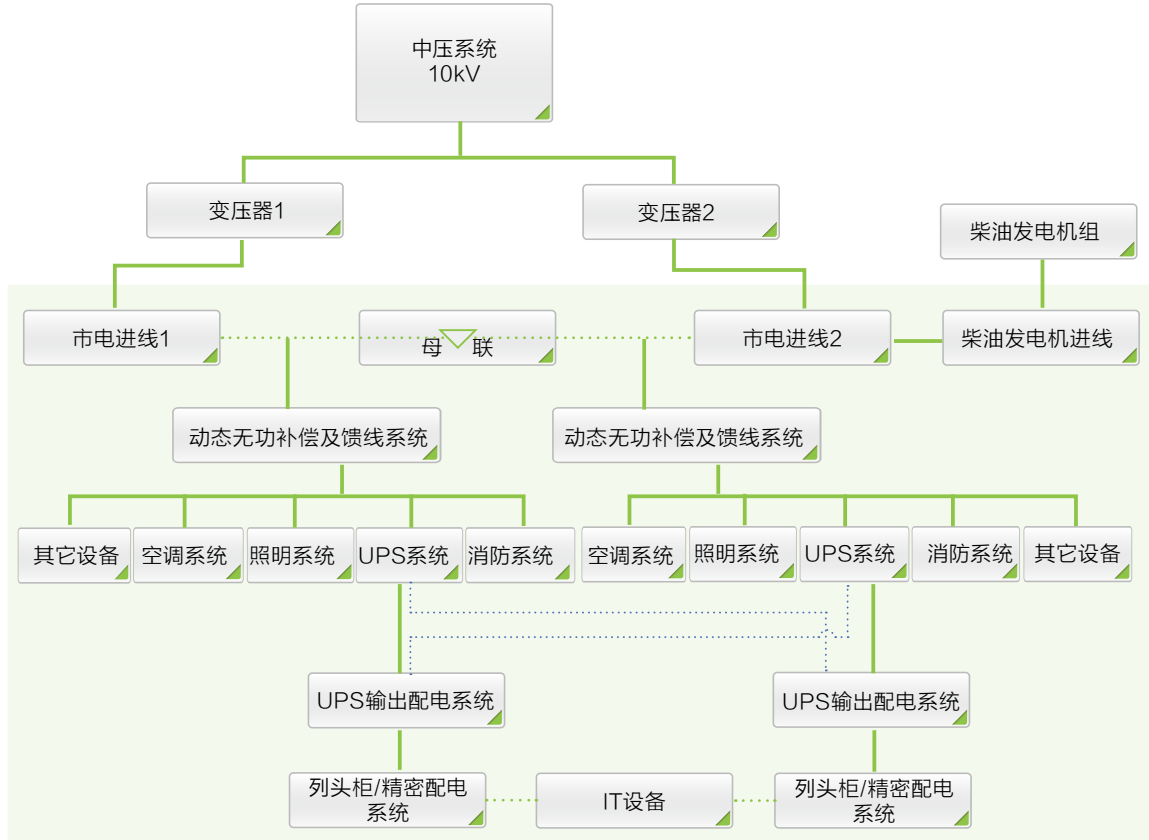 中压系统
10kV
变压器1
变压器2
柴油发电机组
市电进线1
母 联
市电进线2
柴油发电机进线
动态无功补偿及馈线系统
动态无功补偿及馈线系统
其它设备
空调系统
照明系统
UPS系统
消防系统
空调系统
照明系统
UPS系统
消防系统
其它设备
UPS输出配电系统
UPS输出配电系统
列头柜/精密配电
系统
IT设备
列头柜/精密配电
系统